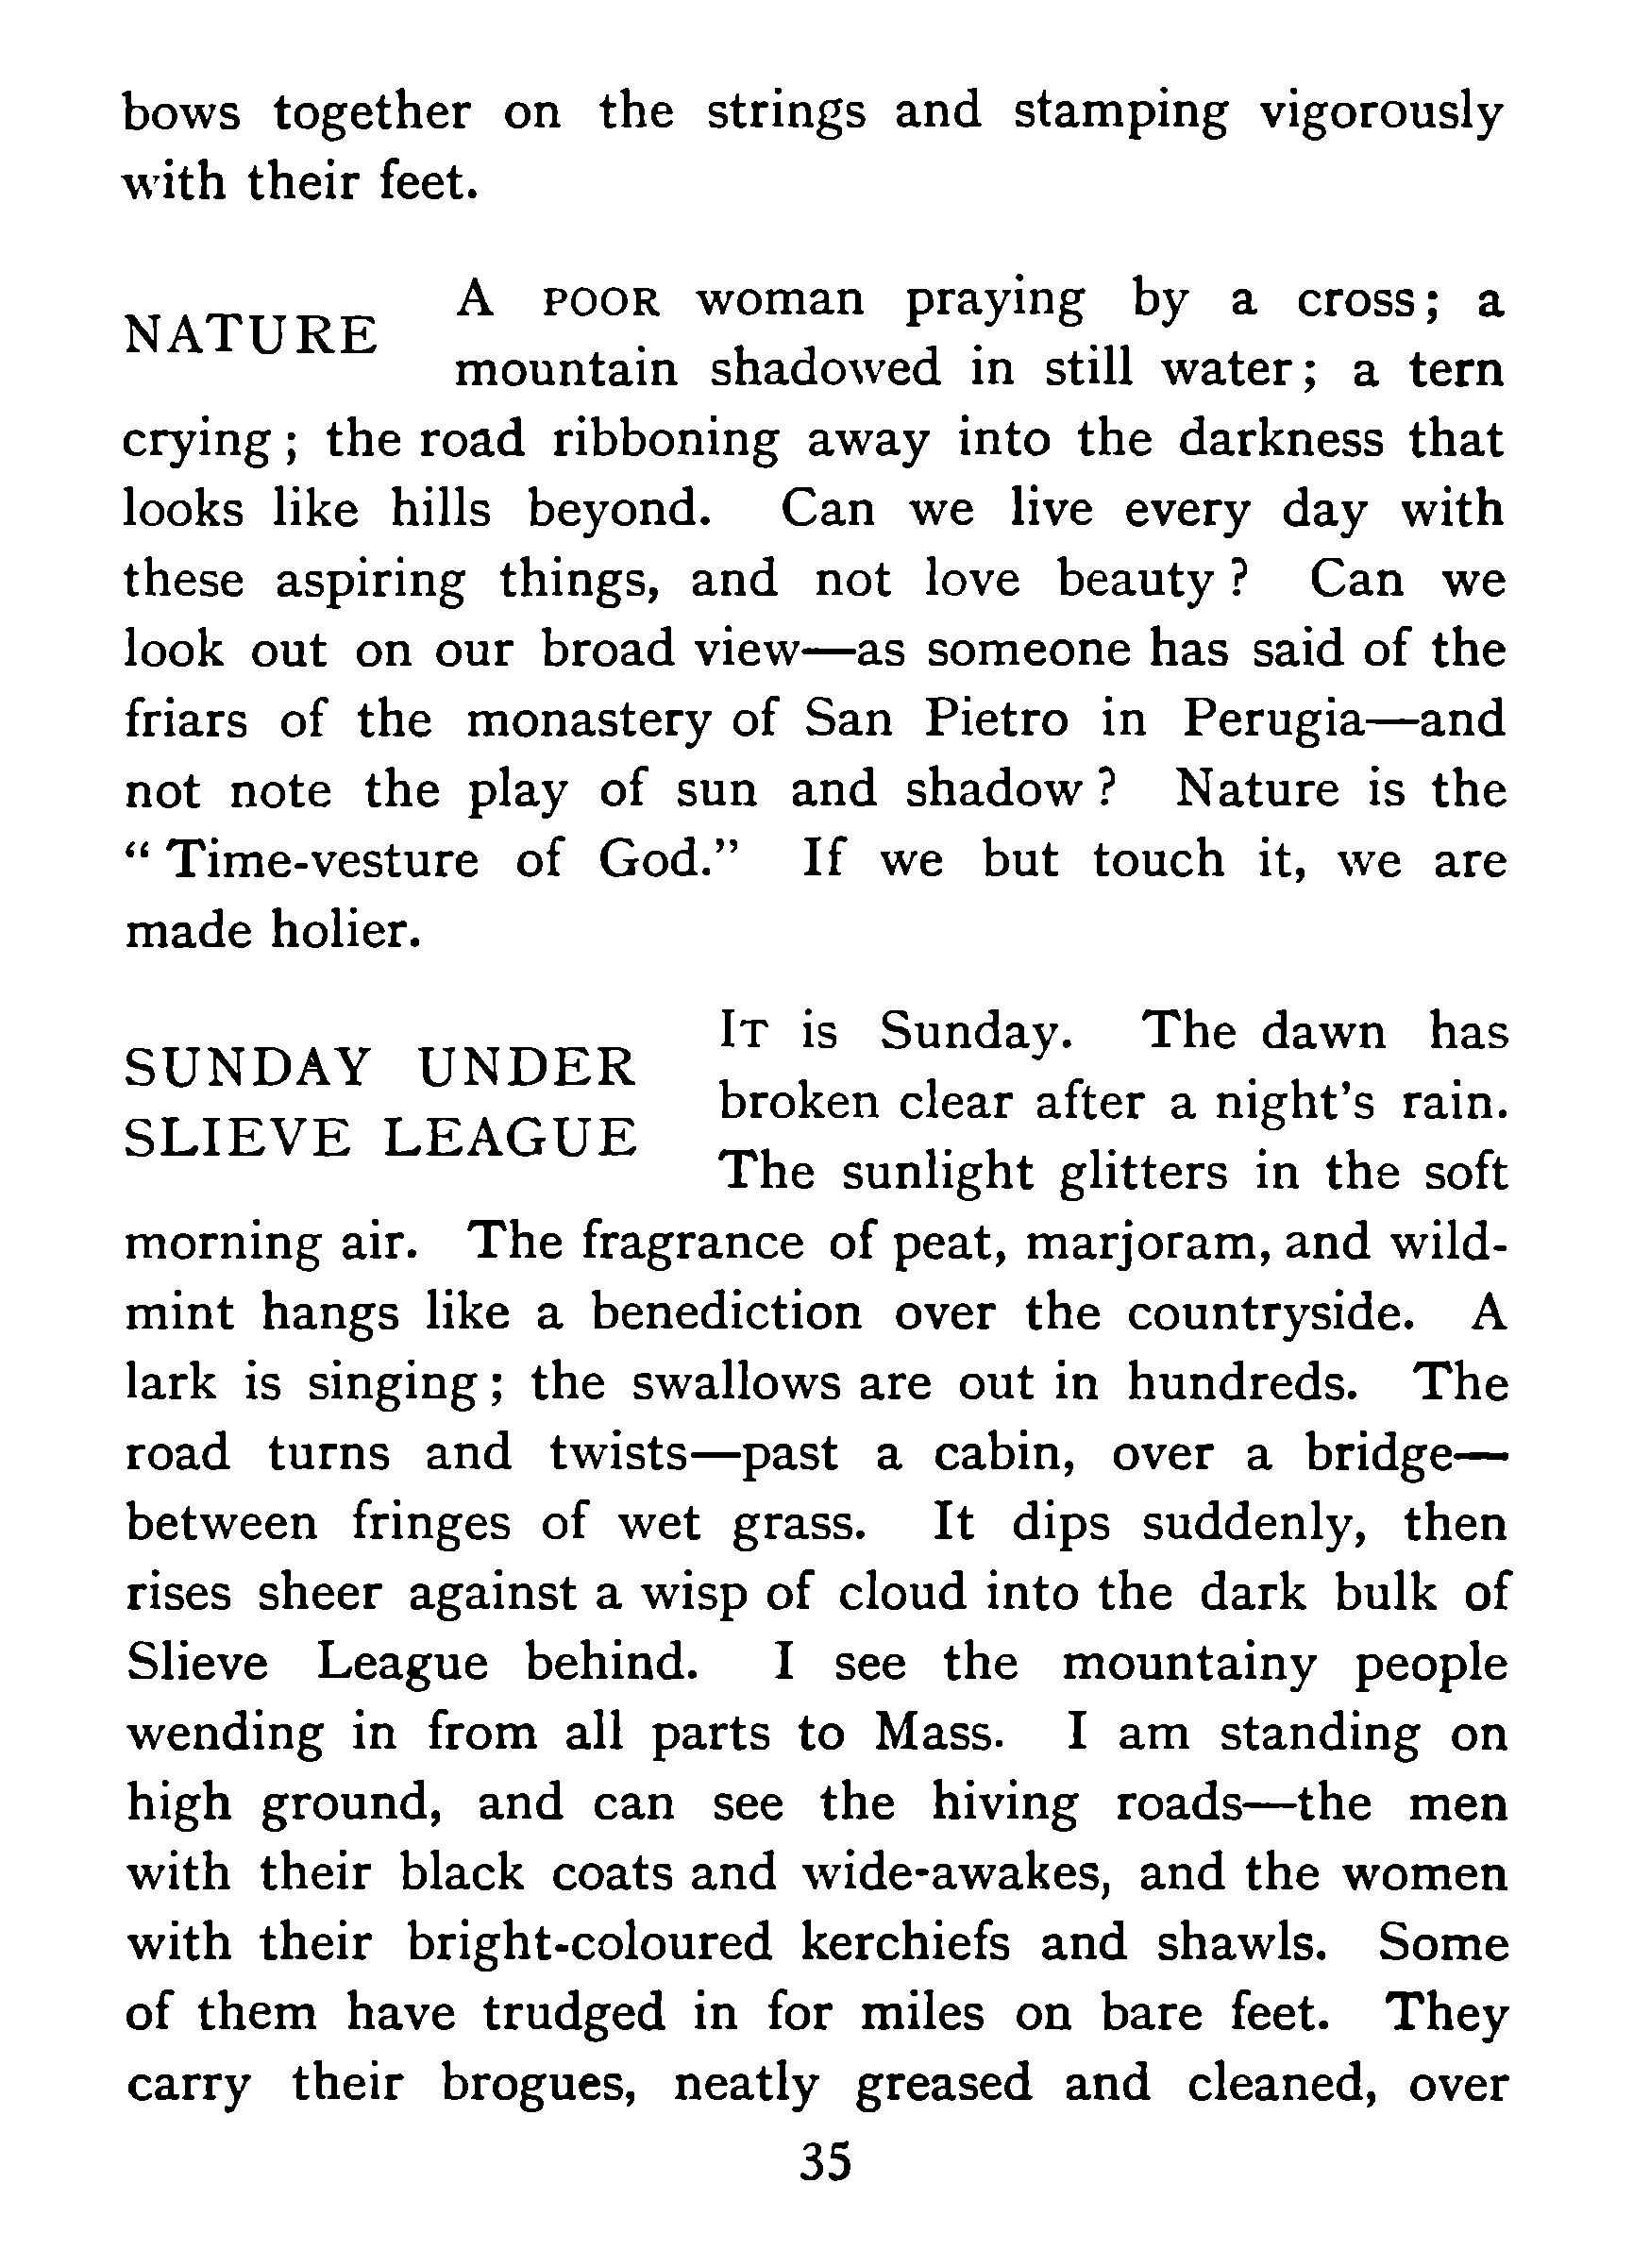 bows together on the strings and stamping vigorously
with their feet.
NATURE
A POOR woman praying by a cross; a
mountain shadowed in still water; a tern
crying; the road ribboning away into the darkness that
looks like hills beyond. Can we live every day with
these aspiring things, and not love beauty? Can we
look out on our broad view—as someone has said of the
friars of the monastery of San Pietro in Perugia—and
not note the play of sun and shadow? Nature is the
“Time-vesture of God.” If we but touch it, we are
made holier.
SUNDAY UNDER
SLIEVE LEAGUE
IT is Sunday. The dawn has
broken clear after a night's rain.
The sunlight glitters in the soft
morning air. The fragrance of peat, marjoram, and wild-
mint hangs like a benediction over the countryside. A
lark is singing; the swallows are out in hundreds. The
road turns and twists—past a cabin, over a bridge—
between fringes of wet grass. It dips suddenly, then
rises sheer against a wisp of cloud into the dark bulk of
Slieve League behind. I see the mountainy people
wending in from all parts to Mass. I am standing on
high ground, and can see the hiving roads—the men
with their black coats and wide-awakes, and the women
with their bright-coloured kerchiefs and shawls. Some
of them have trudged in for miles on bare feet. They
carry their brogues, neatly greased and cleaned, over
35